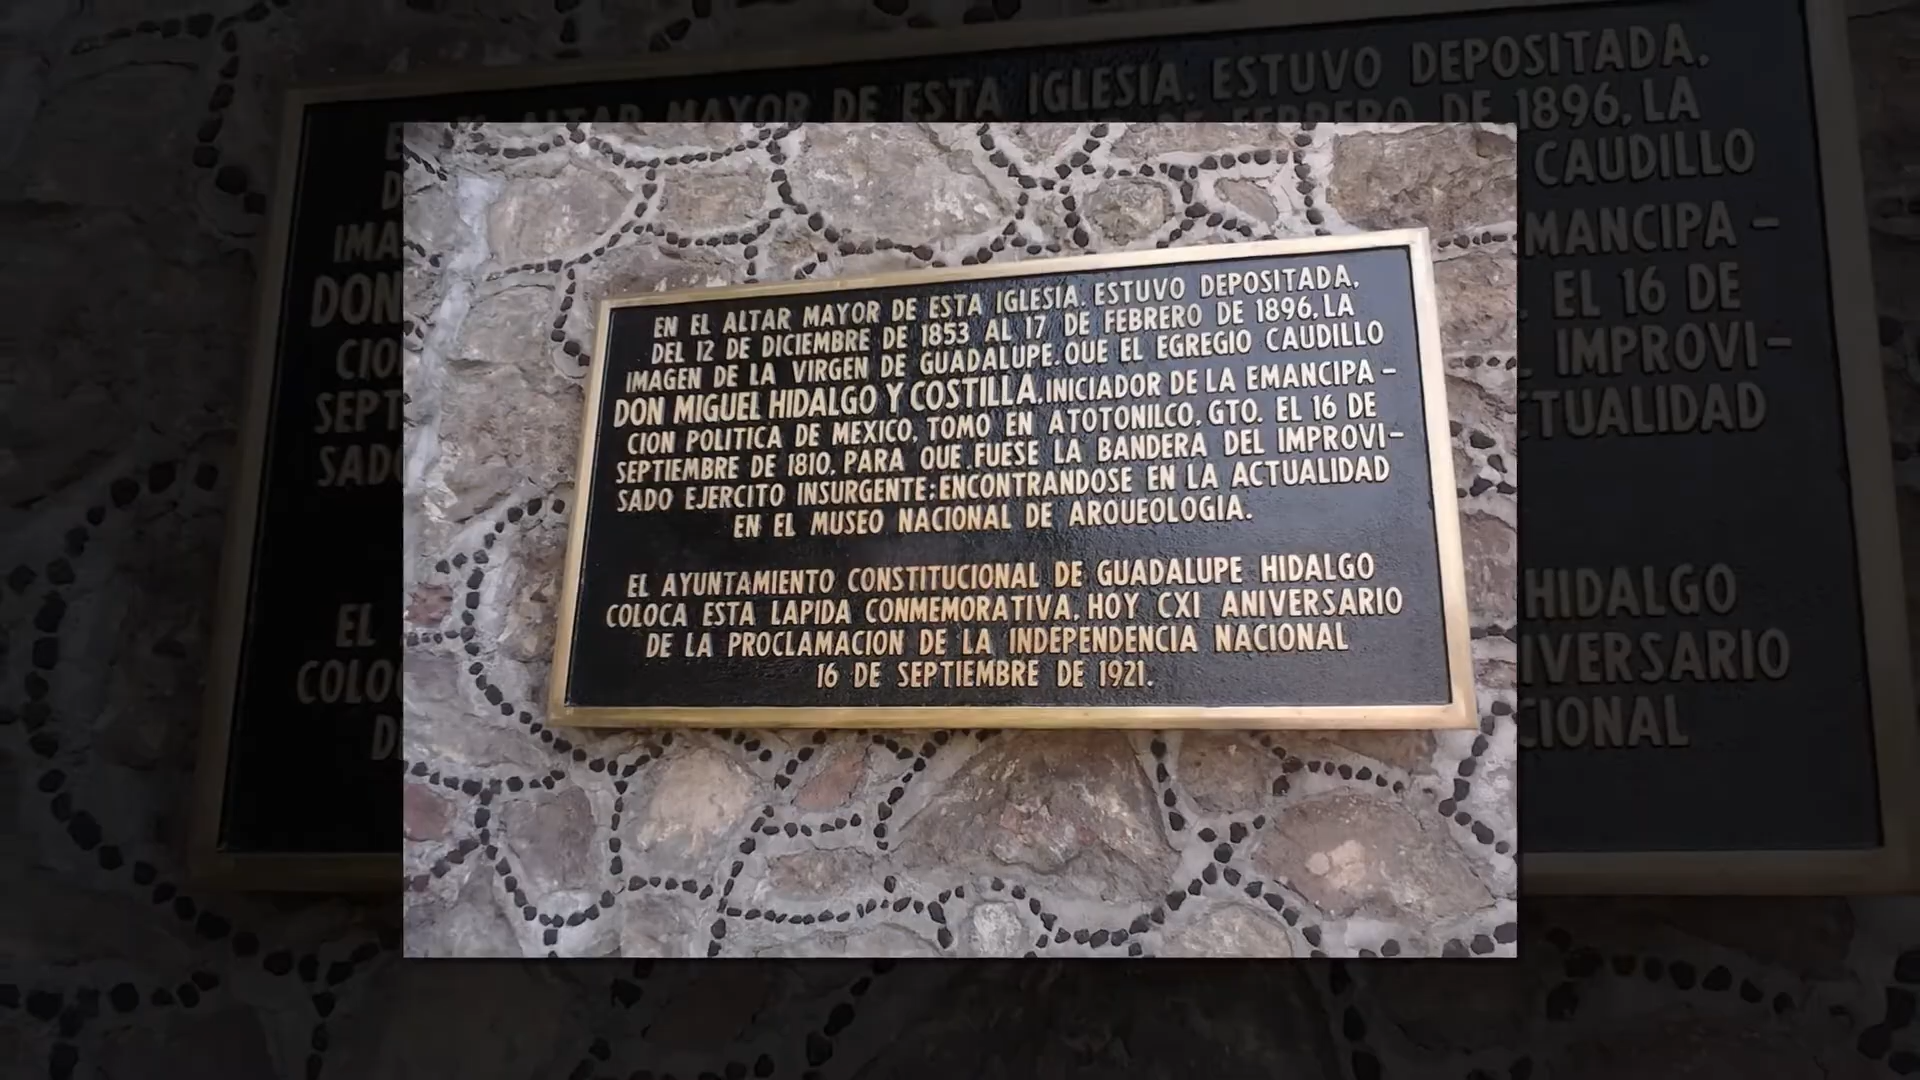 EN EL ALTAR MAYOR DE ESTA IGLESIA. ESTUVO DEPOSITADA,
DEL 12 DE DICIEMBRE DE 1853 AL 17 DE FEBRERO DE 1896, LA
IMAGEN DE LA VIRGEN DE GUADALUPE. QUE EL EGREGIO CAUDILLO
DON MIGUEL HIDALGO Y COSTILLA, INICIADOR DE LA EMANCIPA-
CION POLITICA DE MEXICO, TOMO EN ATOTONILCO, GTO. EL 16 DE
SEPTIEMBRE DE 1810, PARA QUE FUESE LA BANDERA DEL IMPROVI-
SADO EJERCITO INSURGENTE; ENCONTRANDOSE EN LA ACTUALIDAD
EN EL MUSEO NACIONAL DE ARQUEOLOGIA.
EL AYUNTAMIENTO CONSTITUCIONAL DE GUADALUPE HIDALGO
COLOCA ESTA LAPIDA CONMEMORATIVA, HOY CXI ANIVERSARIO
DE LA PROCLAMACION DE LA INDEPENDENCIA NACIONAL
16 DE SEPTIEMBRE DE 1921.